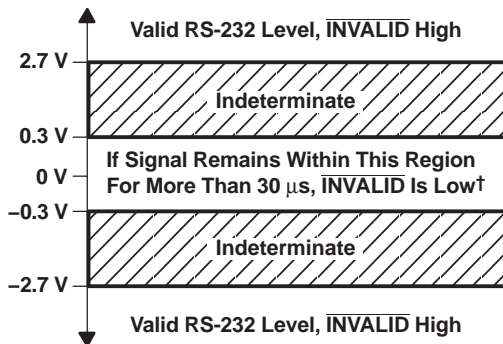 Valid RS-232 Level, INVALID High
2.7 V
Indeterminate
0.3 V
If Signal Remains Within This Region
0 V
For More Than 30 µs, INVALID Is Low†
−0.3 V
Indeterminate
−2.7 V
Valid RS-232 Level, INVALID High